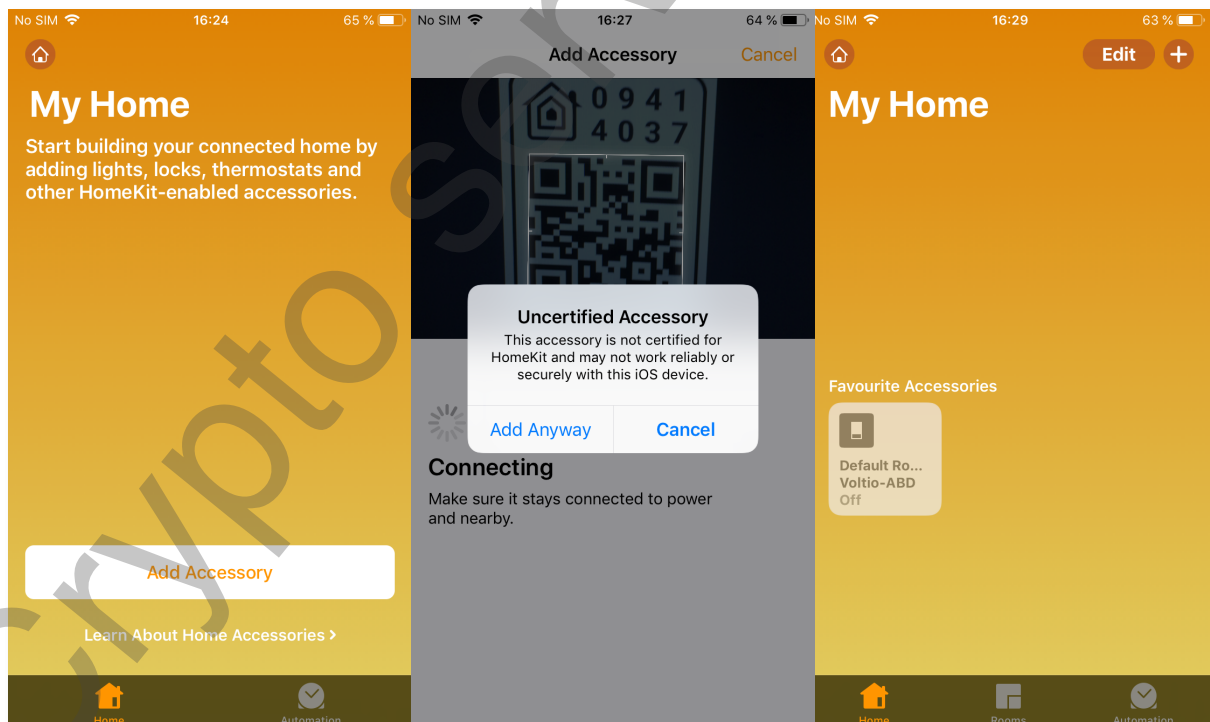 No SIM 16:24 65 %
My Home
Start building your connected home by
adding lights, locks, thermostats and
other HomeKit-enabled accessories.
Add Accessory
Learn About Home Accessories >
Home Automation
No SIM 16:27 64 %
Add Accessory Cancel
0941
4037
Uncertified Accessory
This accessory is not certified for
HomeKit and may not work reliably or
securely with this iOS device.
Add Anyway Cancel
Connecting
Make sure it stays connected to power
and nearby.
No SIM 16:29 63 %
Edit +
My Home
Favourite Accessories
Default Ro...
Voltio-ABD
Off
Home Rooms Automation
Crypto